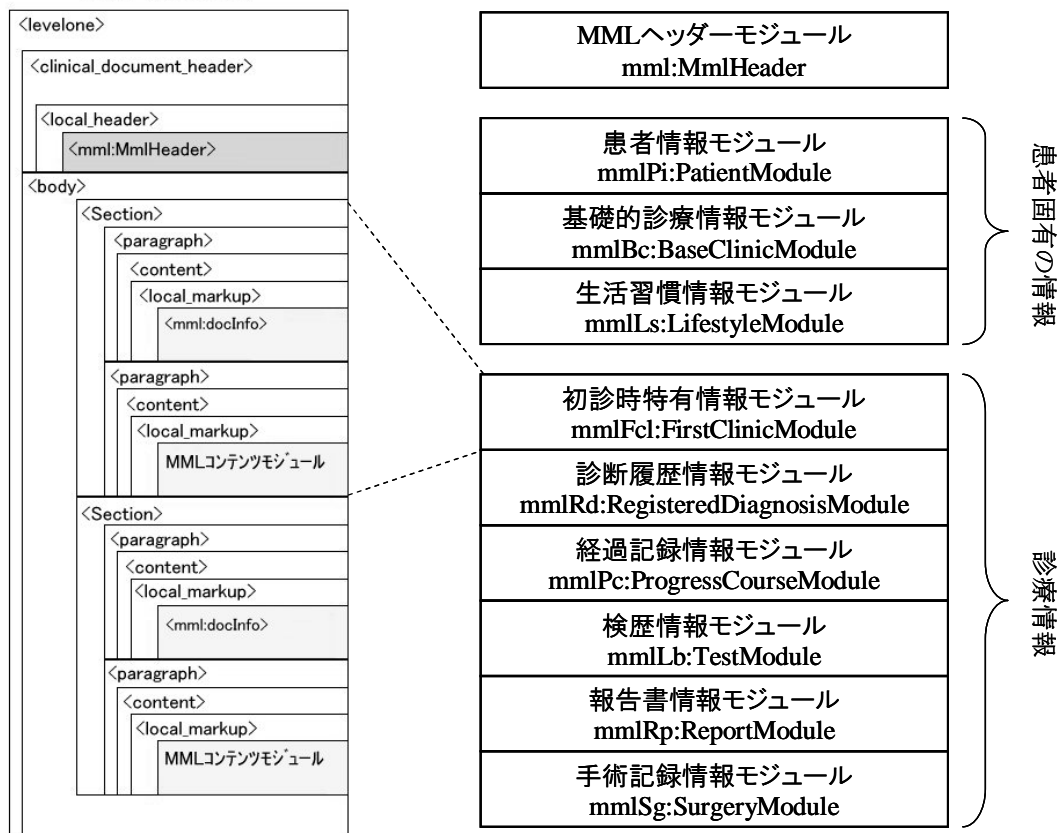 <levelone>
<clinical_document_header>
<local_header>
<mml:MmlHeader>
<body>
<Section>
<paragraph>
<content>
<local_markup>
<mml:docInfo>
<paragraph>
<content>
<local_markup>
MMLコンテンツモジュール
<Section>
<paragraph>
<content>
<local_markup>
<mml:docInfo>
<paragraph>
<content>
<local_markup>
MMLコンテンツモジュール
MMLヘッダーモジュール
mml:MmlHeader
患者情報モジュール
mmlPi:PatientModule
基礎的診療情報モジュール
mmlBc:BaseClinicModule
生活習慣情報モジュール
mmlLs:LifestyleModule
患者固有の情報
初診時特有情報モジュール
mmlFcl:FirstClinicModule
診断履歴情報モジュール
mmlRd:RegisteredDiagnosisModule
経過記録情報モジュール
mmlPc:ProgressCourseModule
検歴情報モジュール
mmlLb:TestModule
報告書情報モジュール
mmlRp:ReportModule
手術記録情報モジュール
mmlSg:SurgeryModule
診療情報